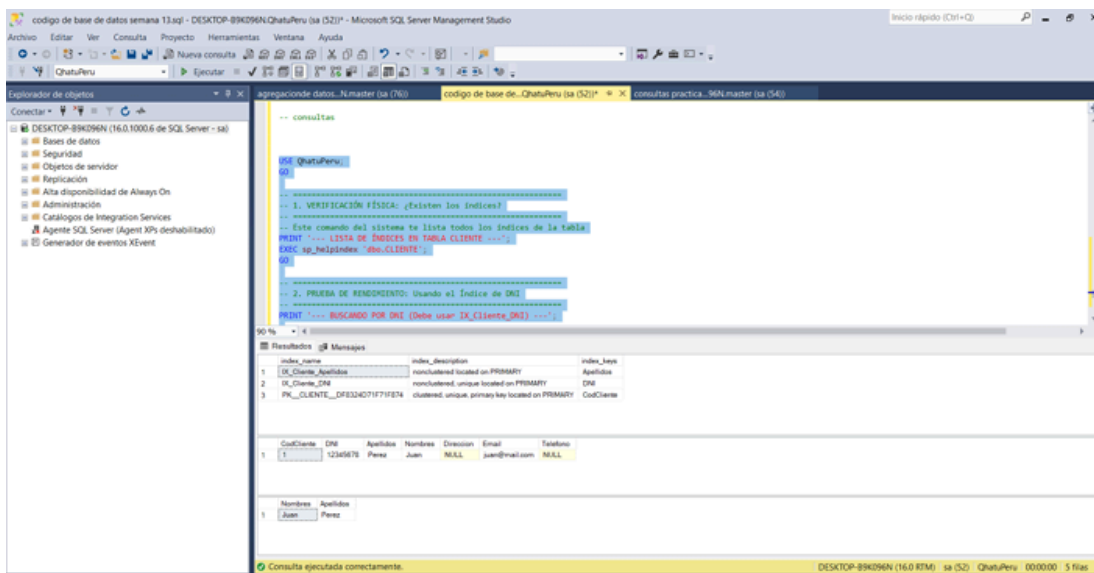 codigo de base de datos semana 13.sql - DESKTOP-B9K096N.QhatuPeru (sa (52))* - Microsoft SQL Server Management Studio
Inicio rápido (Ctrl+Q)
Archivo Editar Ver Consulta Proyecto Herramientas Ventana Ayuda
Nueva consulta
QhatuPeru
Ejecutar
Explorador de objetos
agregacionde datos...N.master (sa (76))
codigo de base de...QhatuPeru (sa (52))*
consultas practica...96N.master (sa (54))
Conectar
DESKTOP-B9K096N (16.0.1000.6 de SQL Server - sa)
Bases de datos
Seguridad
Objetos de servidor
Replicación
Alta disponibilidad de Always On
Administración
Catálogos de Integration Services
Agente SQL Server (Agent XPs deshabilitado)
Generador de eventos XEvent
-- consultas
USE QhatuPeru;
GO
-- ============================================================
-- 1. VERIFICACIÓN FÍSICA: ¿Existen los índices?
-- ============================================================
-- Este comando del sistema te lista todos los índices de la tabla
PRINT '--- LISTA DE ÍNDICES EN TABLA CLIENTE ---';
EXEC sp_helpindex 'dbo.CLIENTE';
GO
-- ============================================================
-- 2. PRUEBA DE RENDIMIENTO: Usando el Índice de DNI
-- ============================================================
PRINT '--- BUSCANDO POR DNI (Debe usar IX_Cliente_DNI) ---';
90 %
Resultados Mensajes
index_name index_description index_keys
1 IX_Cliente_Apellidos nonclustered located on PRIMARY Apellidos
2 IX_Cliente_DNI nonclustered, unique located on PRIMARY DNI
3 PK__CLIENTE__DF8324D71F71F874 clustered, unique, primary key located on PRIMARY CodCliente
CodCliente DNI Apellidos Nombres Direccion Email Telefono
1 1 12345678 Perez Juan NULL juan@mail.com NULL
Nombres Apellidos
1 Juan Perez
Consulta ejecutada correctamente.
DESKTOP-B9K096N (16.0 RTM) sa (52) QhatuPeru 00:00:00 5 filas